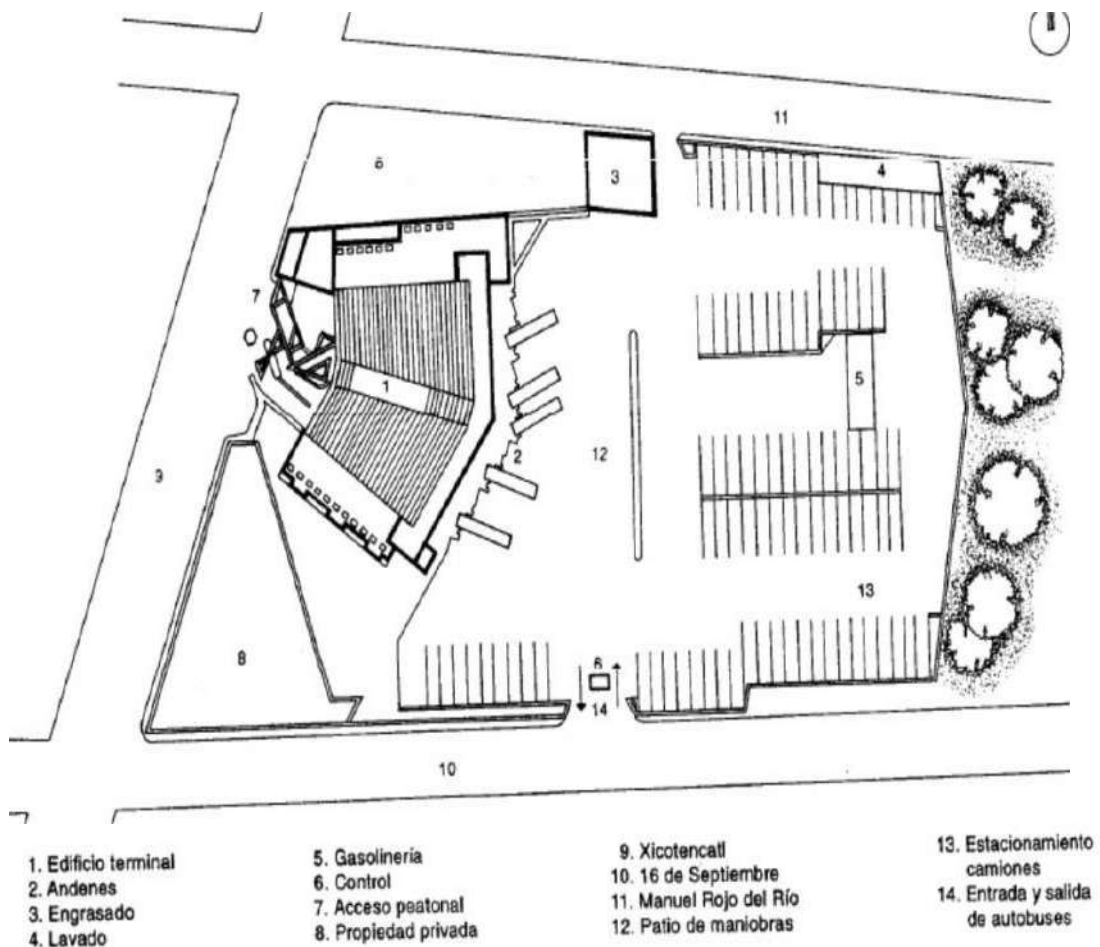 11
3
4
7
1
5
2
12
9
13
8
6
14
10
1. Edificio terminal
2. Andenes
3. Engrasado
4. Lavado
5. Gasolinería
6. Control
7. Acceso peatonal
8. Propiedad privada
9. Xicotencatl
10. 16 de Septiembre
11. Manuel Rojo del Río
12. Patio de maniobras
13. Estacionamiento
camiones
14. Entrada y salida
de autobuses